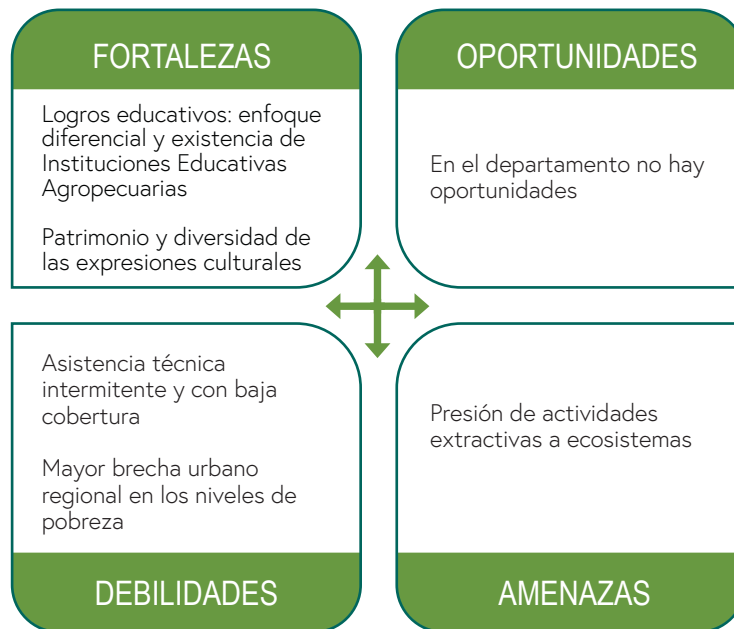 FORTALEZAS
Logros educativos: enfoque
diferencial y existencia de
Instituciones Educativas
Agropecuarias
Patrimonio y diversidad de
las expresiones culturales
OPORTUNIDADES
En el departamento no hay
oportunidades
Asistencia técnica
intermitente y con baja
cobertura
Mayor brecha urbano
regional en los niveles de
pobreza
DEBILIDADES
Presión de actividades
extractivas a ecosistemas
AMENAZAS